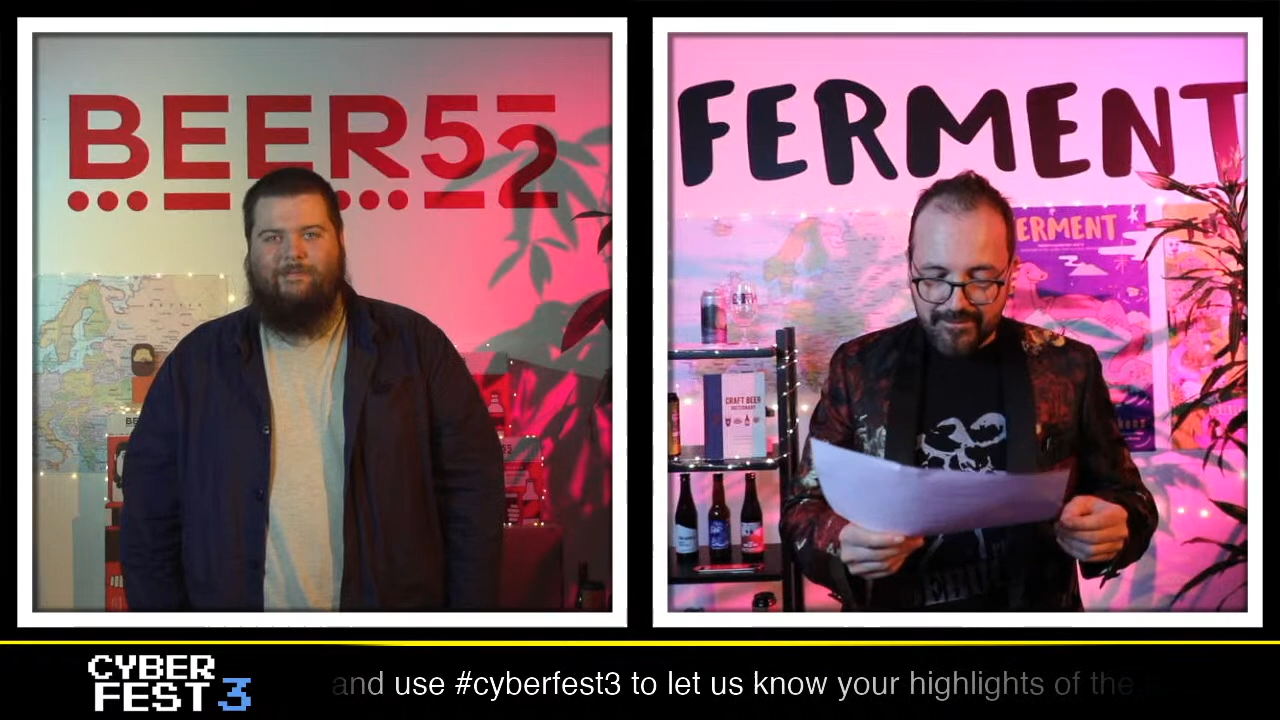 BEER52
FERMENT
ERMENT
CRAFT BEER
DICTIONARY
CYBER
FEST 3
and use #cyberfest3 to let us know your highlights of the